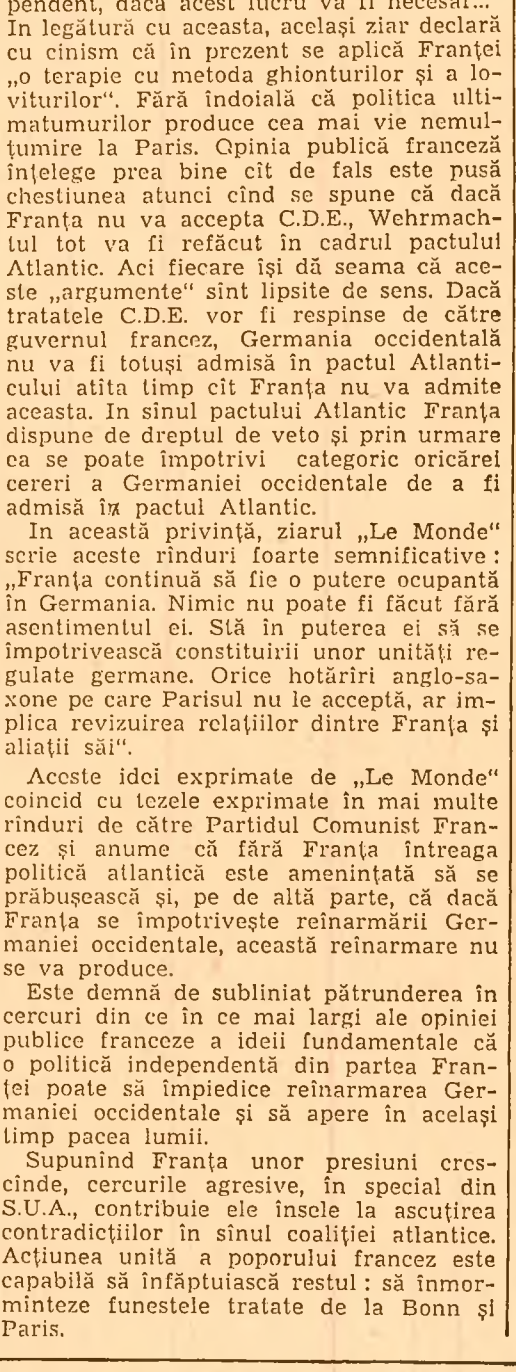 pendent, dacă acest lucru va fi necesar...
In legătură cu aceasta, același ziar declară
cu cinism că în prezent se aplică Franței
„o terapie cu metoda ghionturilor și a lo-
viturilor“. Fără îndoială că politica ulti-
matumurilor produce cea mai vie nemul-
țumire la Paris. Opinia publică franceză
înțelege prea bine cît de fals este pusă
chestiunea atunci cînd se spune că dacă
Franța nu va accepta C.D.E., Wehrmach-
tul tot va fi refăcut în cadrul pactului
Atlantic. Aci fiecare își dă seama că ace-
ste „argumente“ sînt lipsite de sens. Dacă
tratatele C.D.E. vor fi respinse de către
guvernul francez, Germania occidentală
nu va fi totuși admisă în pactul Atlanti-
cului atîta timp cît Franța nu va admite
aceasta. In sînul pactului Atlantic Franța
dispune de dreptul de veto și prin urmare
ea se poate împotrivi categoric oricărei
cereri a Germaniei occidentale de a fi
admisă în pactul Atlantic.
In această privință, ziarul „Le Monde“
scrie aceste rînduri foarte semnificative :
„Franța continuă să fie o putere ocupantă
în Germania. Nimic nu poate fi făcut fără
asentimentul ei. Stă în puterea ei să se
împotrivească constituirii unor unități re-
gulate germane. Orice hotărîri anglo-sa-
xone pe care Parisul nu le acceptă, ar im-
plica revizuirea relațiilor dintre Franța și
aliații săi“.
Aceste idei exprimate de „Le Monde“
coincid cu tezele exprimate în mai multe
rînduri de către Partidul Comunist Fran-
cez și anume că fără Franța întreaga
politică atlantică este amenințată să se
prăbușească și, pe de altă parte, că dacă
Franța se împotrivește reînarmării Ger-
maniei occidentale, această reînarmare nu
se va produce.
Este demnă de subliniat pătrunderea în
cercuri din ce în ce mai largi ale opiniei
publice franceze a ideii fundamentale că
o politică independentă din partea Fran-
ței poate să împiedice reînarmarea Ger-
maniei occidentale și să apere în același
timp pacea lumii.
Supunînd Franța unor presiuni cres-
cînde, cercurile agresive, în special din
S.U.A., contribuie ele însele la ascuțirea
contradicțiilor în sînul coaliției atlantice.
Acțiunea unită a poporului francez este
capabilă să înfăptuiască restul : să înmor-
mînteze funestele tratate de la Bonn și
Paris.